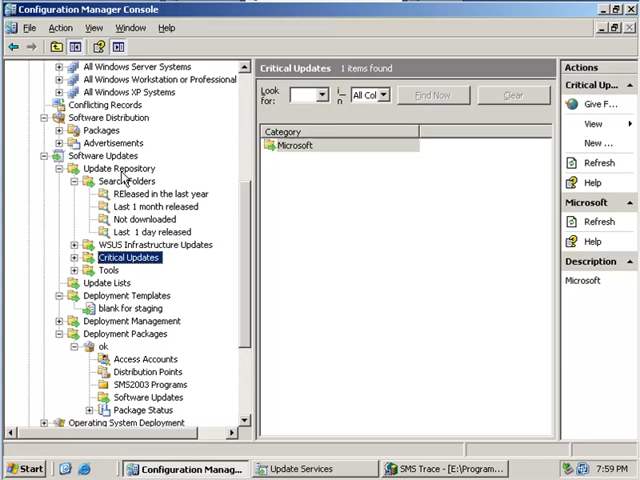 Configuration Manager Console
File Action View Window Help
All Windows Server Systems
All Windows Workstation or Professional
All Windows XP Systems
Conflicting Records
Software Distribution
Packages
Advertisements
Software Updates
Update Repository
Search Folders
REleased in the last year
Last 1 month released
Not downloaded
Last 1 day released
WSUS Infrastructure Updates
Critical Updates
Tools
Update Lists
Deployment Templates
blank for staging
Deployment Management
Deployment Packages
ok
Access Accounts
Distribution Points
SMS2003 Programs
Software Updates
Package Status
Operating System Deployment
Critical Updates 1 items found
Look for: i_n All Col Find Now Clear
Category
Microsoft
Actions
Critical Up...
Give F...
View
New ...
Refresh
Help
Microsoft
Refresh
Help
Description
Microsoft
Start Configuration Manag... Update Services SMS Trace - [E:\Program... 7:59 PM